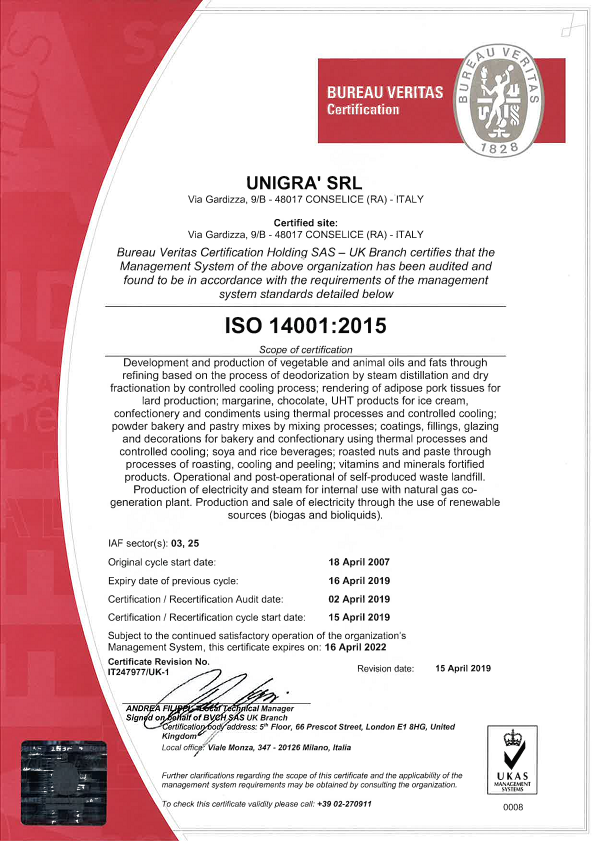 BUREAU VERITAS
Certification
BUREAU VERITAS
1828
UNIGRA' SRL
Via Gardizza, 9/B - 48017 CONSELICE (RA) - ITALY
Certified site:
Via Gardizza, 9/B - 48017 CONSELICE (RA) - ITALY
Bureau Veritas Certification Holding SAS – UK Branch certifies that the
Management System of the above organization has been audited and
found to be in accordance with the requirements of the management
system standards detailed below
ISO 14001:2015
Scope of certification
Development and production of vegetable and animal oils and fats through
refining based on the process of deodorization by steam distillation and dry
fractionation by controlled cooling process; rendering of adipose pork tissues for
lard production; margarine, chocolate, UHT products for ice cream,
confectionery and condiments using thermal processes and controlled cooling;
powder bakery and pastry mixes by mixing processes; coatings, fillings, glazing
and decorations for bakery and confectionary using thermal processes and
controlled cooling; soya and rice beverages; roasted nuts and paste through
processes of roasting, cooling and peeling; vitamins and minerals fortified
products. Operational and post-operational of self-produced waste landfill.
Production of electricity and steam for internal use with natural gas co-
generation plant. Production and sale of electricity through the use of renewable
sources (biogas and bioliquids).
IAF sector(s): 03, 25
Original cycle start date: 18 April 2007
Expiry date of previous cycle: 16 April 2019
Certification / Recertification Audit date: 02 April 2019
Certification / Recertification cycle start date: 15 April 2019
Subject to the continued satisfactory operation of the organization's
Management System, this certificate expires on: 16 April 2022
Certificate Revision No.
IT247977/UK-1
Revision date: 15 April 2019
ANDREA FILIPPI, Local Technical Manager
Signed on behalf of BVCH SAS UK Branch
Certification body address: 5th Floor, 66 Prescot Street, London E1 8HG, United
Kingdom
Local office: Viale Monza, 347 - 20126 Milano, Italia
Further clarifications regarding the scope of this certificate and the applicability of the
management system requirements may be obtained by consulting the organization.
To check this certificate validity please call: +39 02-270911
UKAS
MANAGEMENT
SYSTEMS
0008